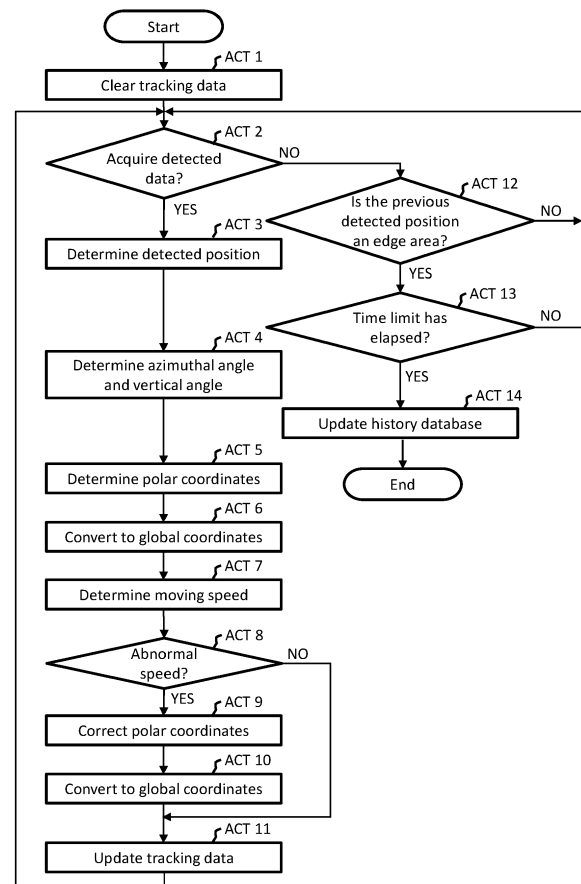 Start
ACT 1
Clear tracking data
ACT 2
Acquire detected
data?
NO
YES
ACT 12
Is the previous
detected position
an edge area?
NO
YES
ACT 3
Determine detected position
ACT 13
Time limit has
elapsed?
NO
YES
ACT 4
Determine azimuthal angle
and vertical angle
ACT 14
Update history database
End
ACT 5
Determine polar coordinates
ACT 6
Convert to global coordinates
ACT 7
Determine moving speed
ACT 8
Abnormal
speed?
NO
YES
ACT 9
Correct polar coordinates
ACT 10
Convert to global coordinates
ACT 11
Update tracking data